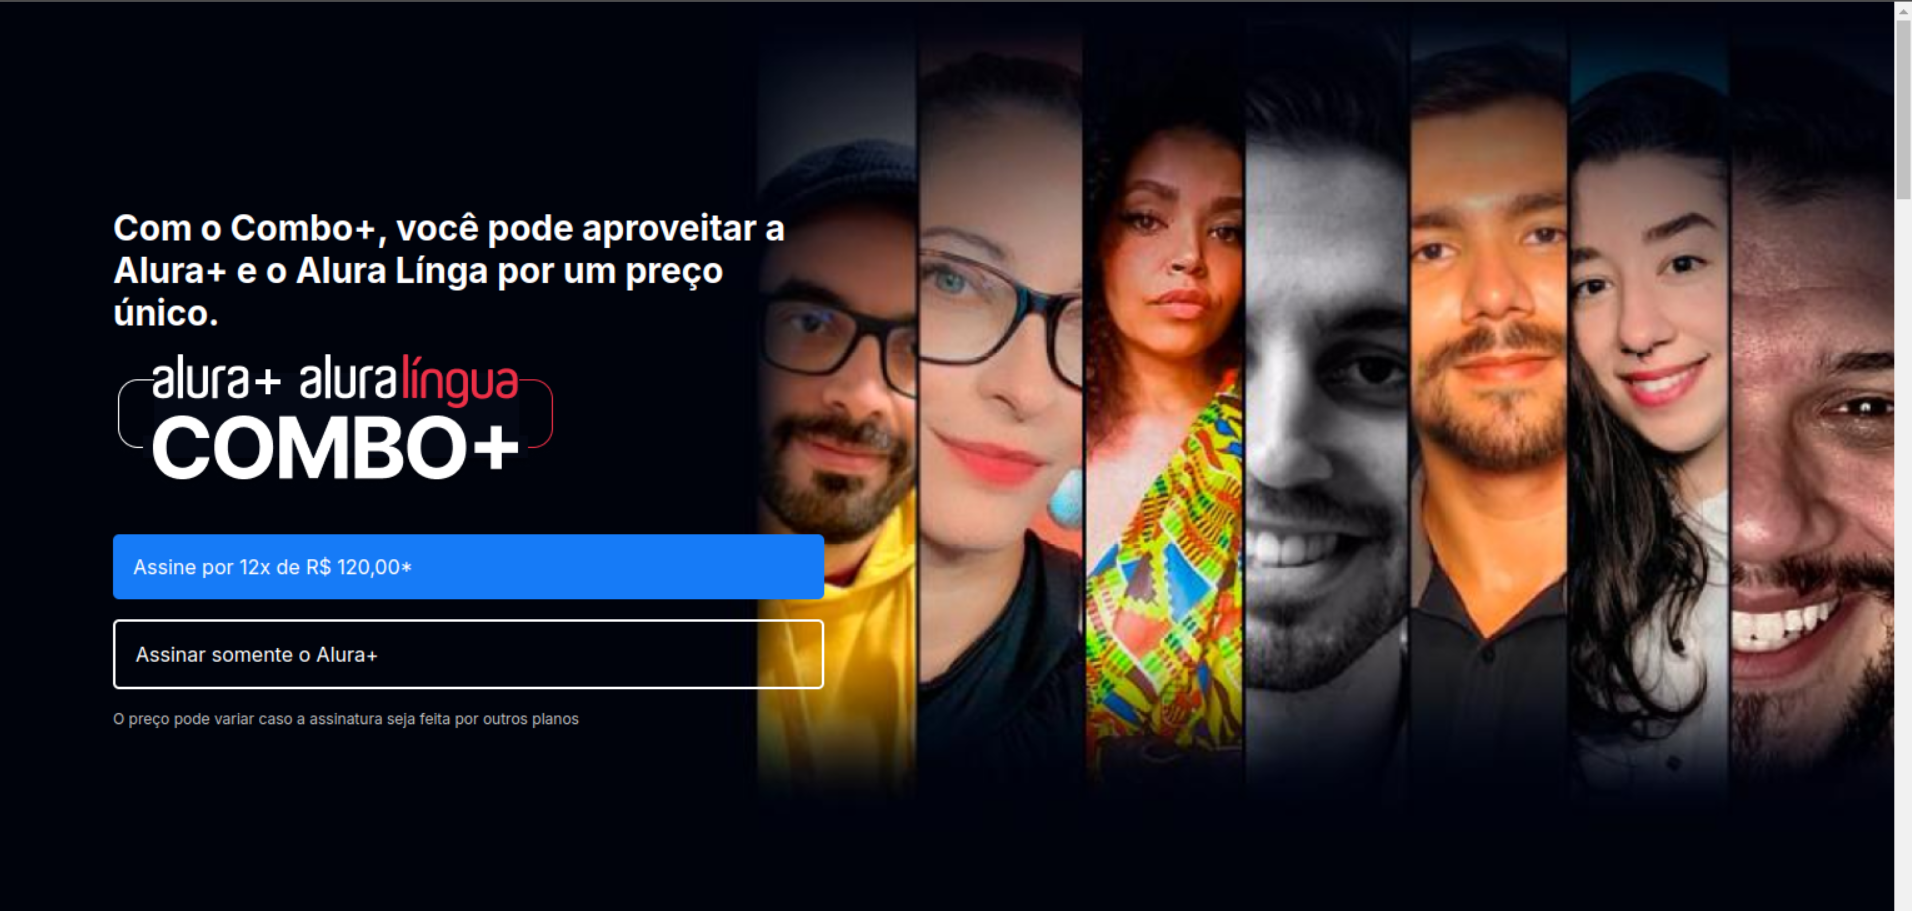 Com o Combo+, você pode aproveitar a
Alura+ e o Alura Línga por um preço
único.
alura+ aluralíngua
COMBO+
Assine por 12x de R$ 120,00*
Assinar somente o Alura+
O preço pode variar caso a assinatura seja feita por outros planos